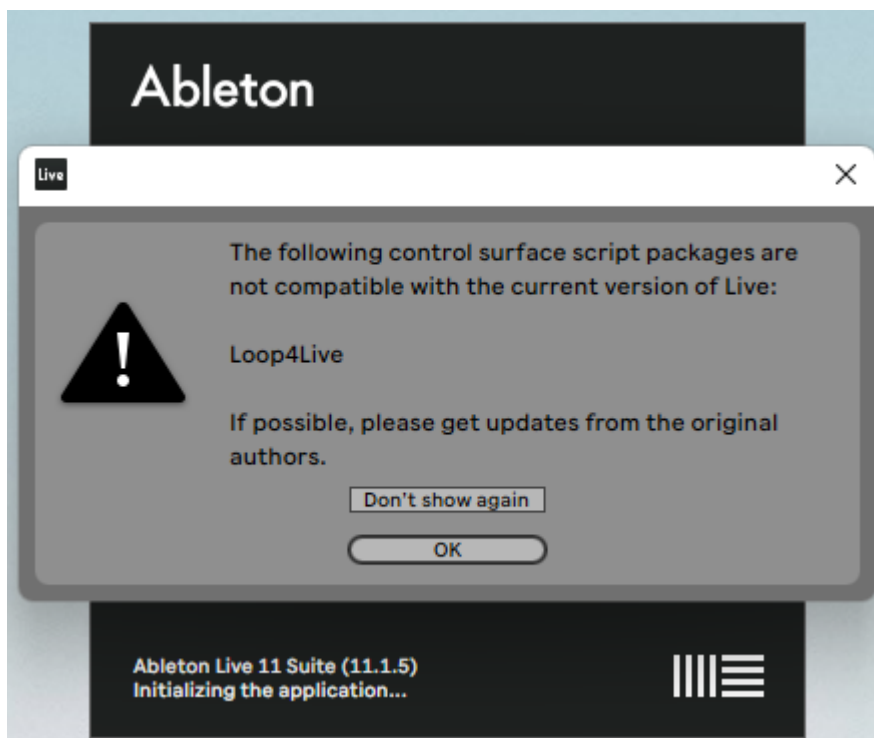 Ableton
Live
The following control surface script packages are
not compatible with the current version of Live:
Loop4Live
If possible, please get updates from the original
authors.
Don't show again
OK
Ableton Live 11 Suite (11.1.5)
Initializing the application...